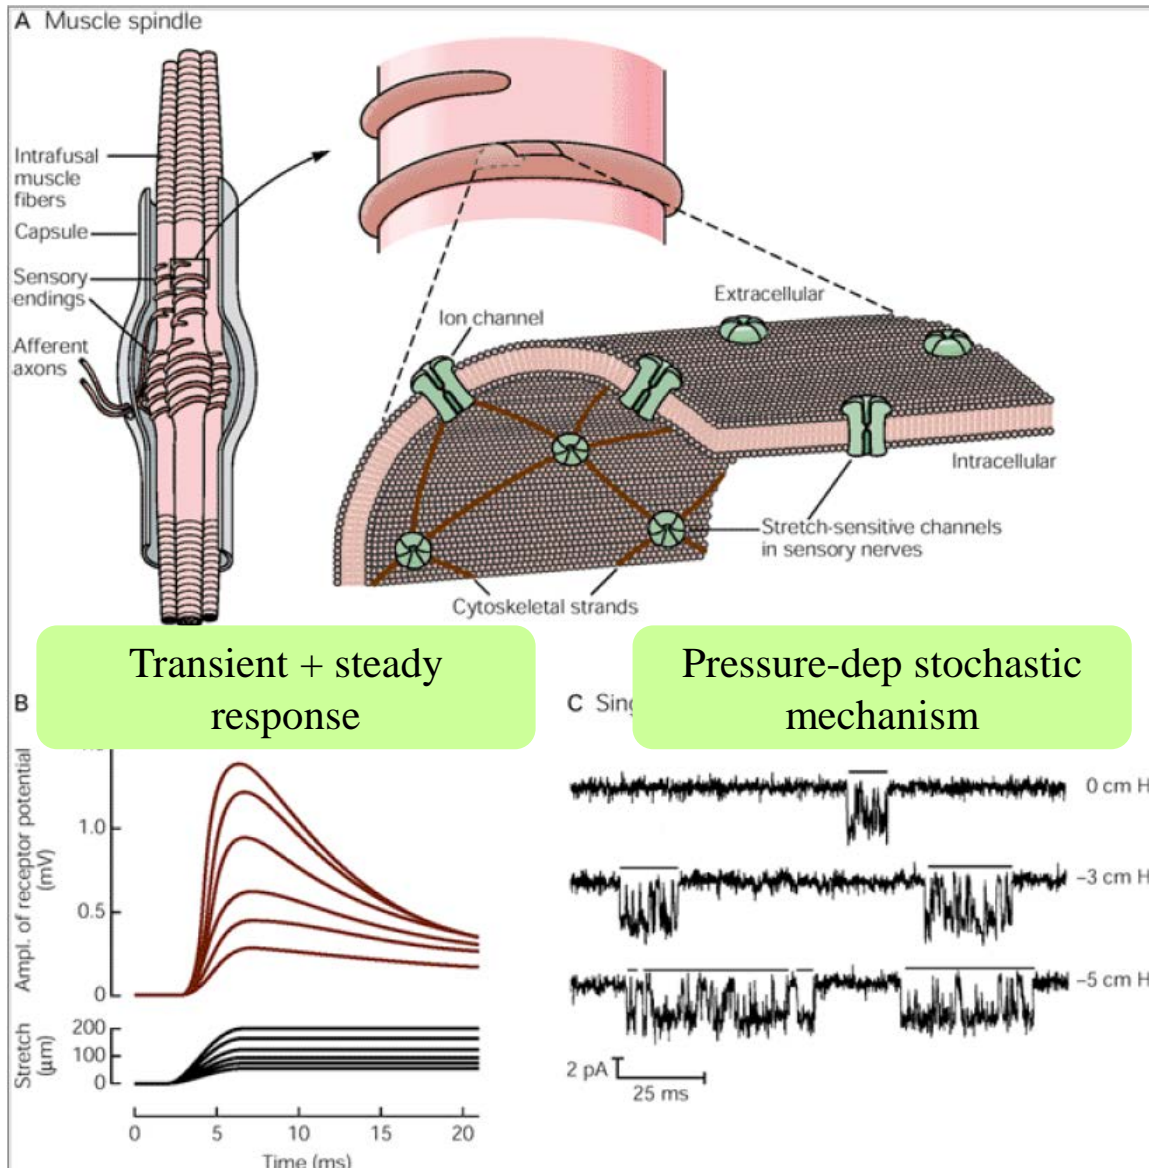 A Muscle spindle
Intrafusal
muscle
fibers
Capsule
Sensory
endings
Afferent
axons
Ion channel
Extracellular
Intracellular
Stretch-sensitive channels
in sensory nerves
Cytoskeletal strands
Transient + steady
response
Pressure-dep stochastic
mechanism
B
Ampl. of receptor potential
(mV)
1.0
0.5
0
Stretch
(μm)
200
100
0
0 5 10 15 20
Time (ms)
C
0 cm H
−3 cm H
−5 cm H
2 pA
25 ms